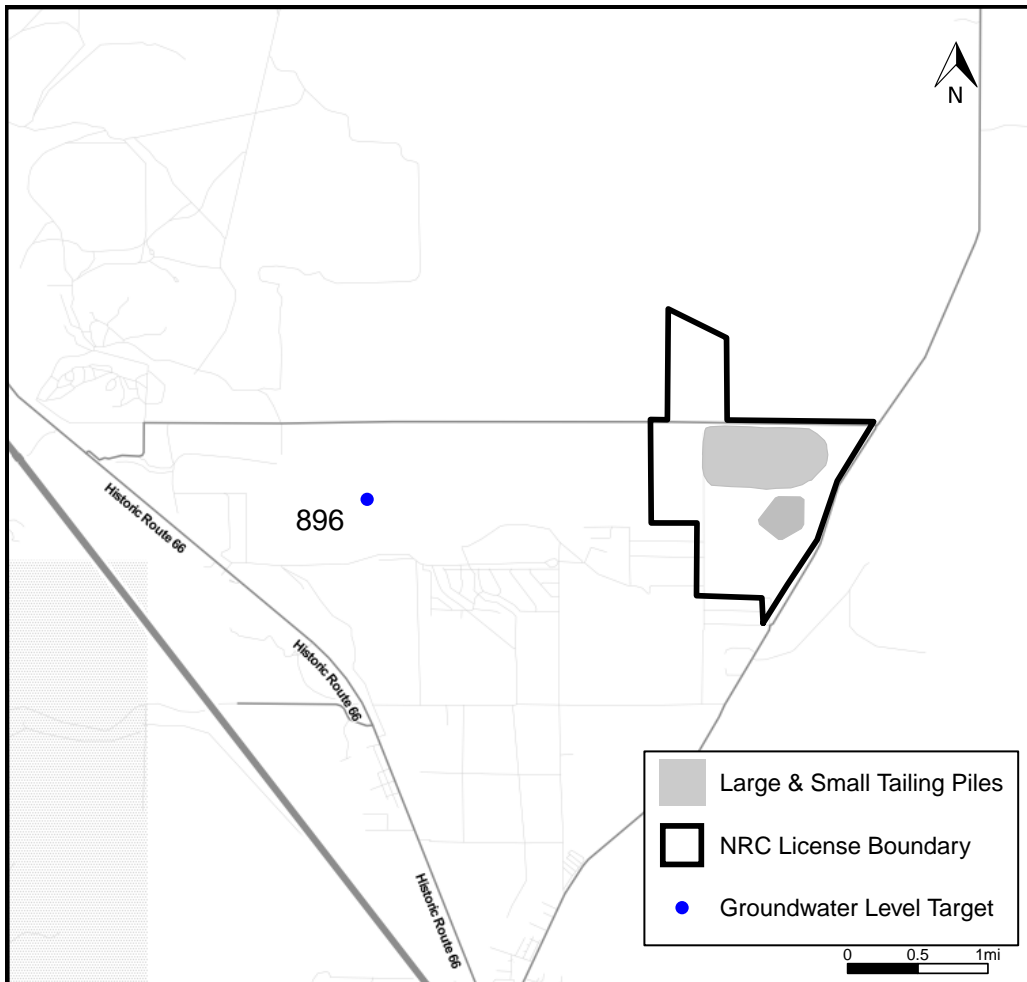 N
896
Historic Route 66
Historic Route 66
Historic Route 66
Large & Small Tailing Piles
NRC License Boundary
Groundwater Level Target
0 0.5 1mi